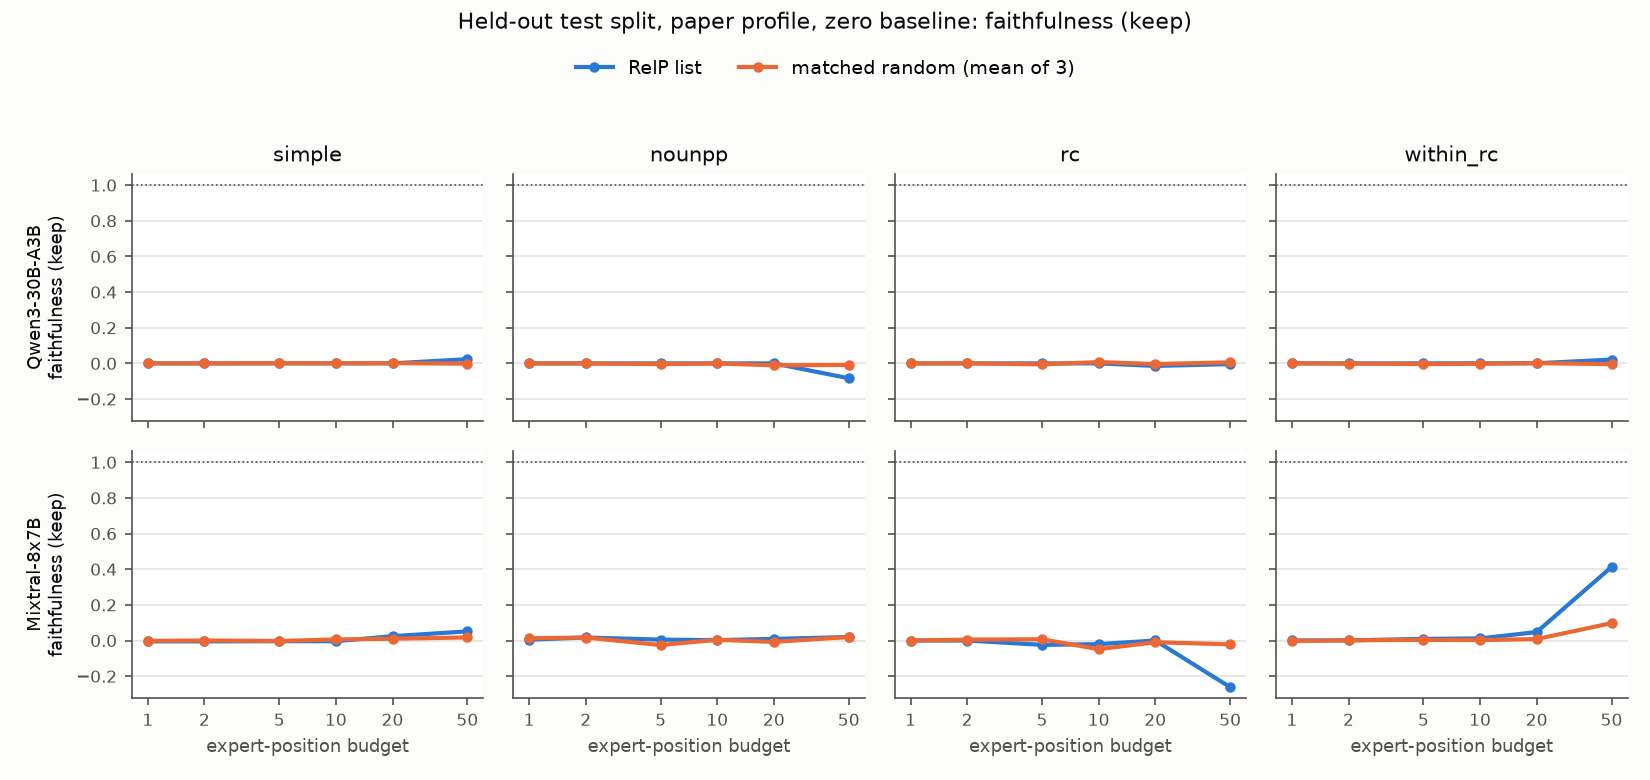 Held-out test split, paper profile, zero baseline: faithfulness (keep)
RelP list
matched random (mean of 3)
simple
nounpp
rc
within_rc
Qwen3-30B-A3B
faithfulness (keep)
1.0
0.8
0.6
0.4
0.2
0.0
−0.2
Mixtral-8x7B
faithfulness (keep)
1.0
0.8
0.6
0.4
0.2
0.0
−0.2
1 2 5 10 20 50
1 2 5 10 20 50
1 2 5 10 20 50
1 2 5 10 20 50
expert-position budget
expert-position budget
expert-position budget
expert-position budget